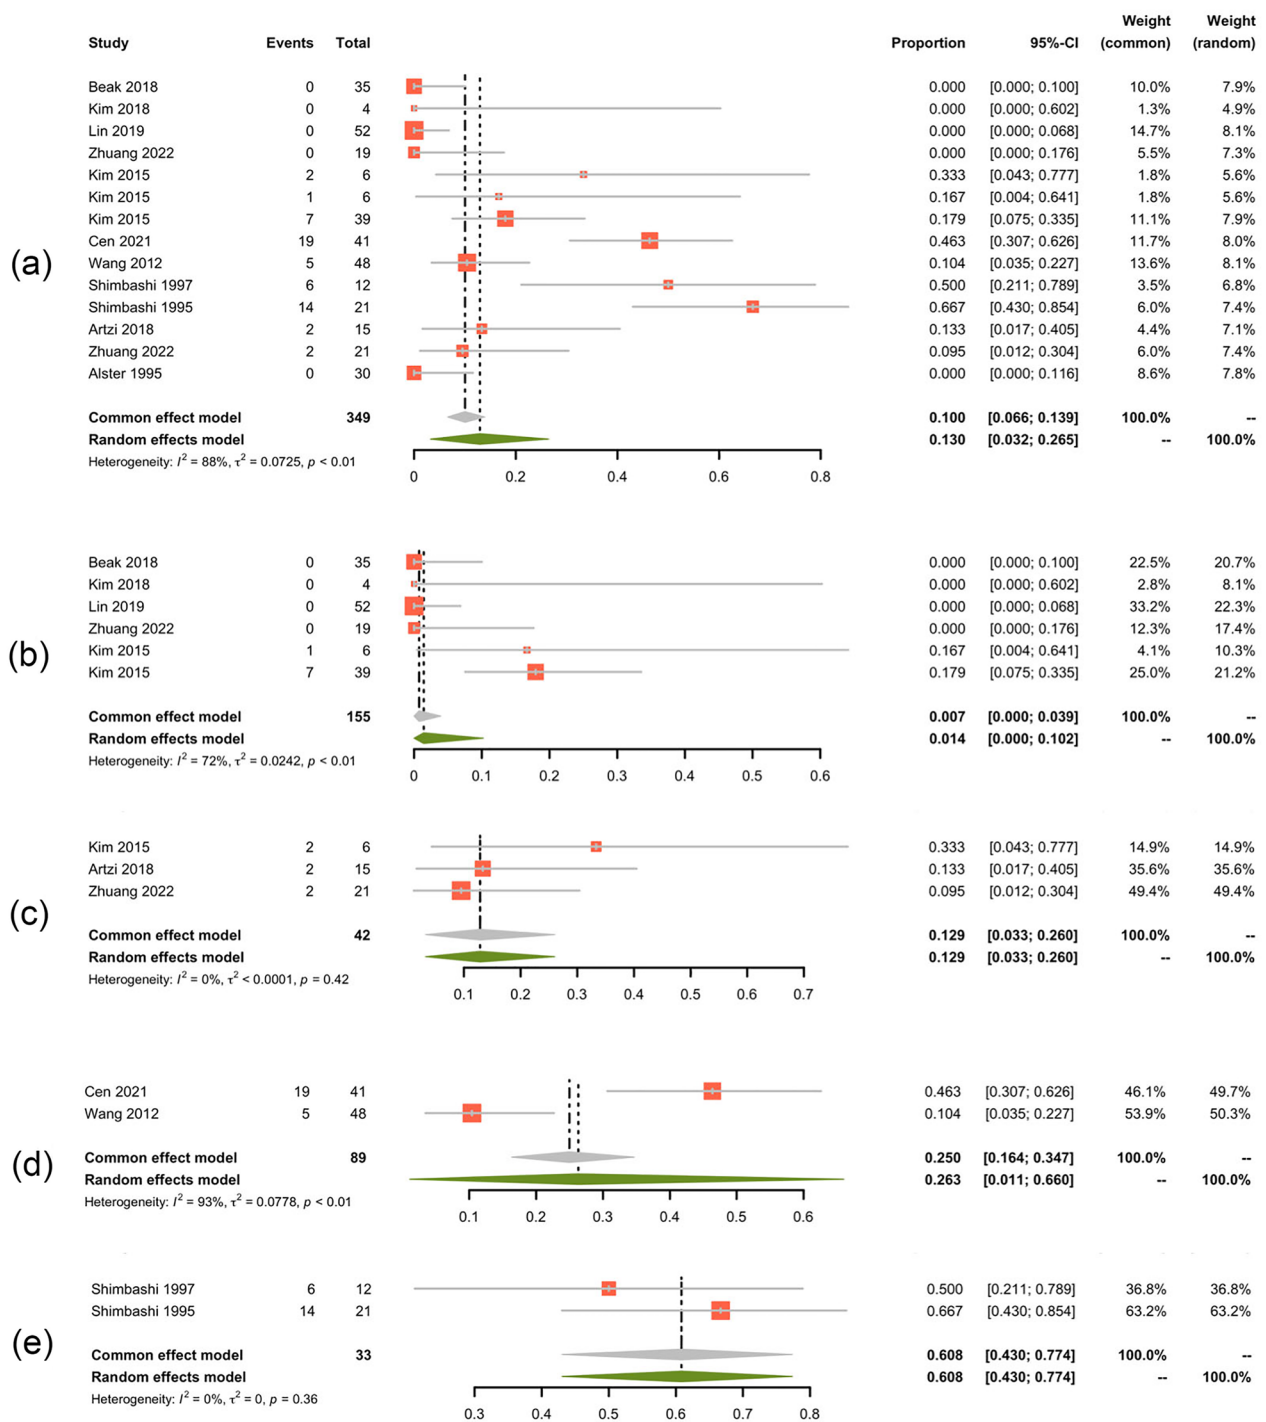 Weight Weight
Study Events Total Proportion 95%-CI (common) (random)
Beak 2018 0 35 0.000 [0.000; 0.100] 10.0% 7.9%
Kim 2018 0 4 0.000 [0.000; 0.602] 1.3% 4.9%
Lin 2019 0 52 0.000 [0.000; 0.068] 14.7% 8.1%
Zhuang 2022 0 19 0.000 [0.000; 0.176] 5.5% 7.3%
Kim 2015 2 6 0.333 [0.043; 0.777] 1.8% 5.6%
Kim 2015 1 6 0.167 [0.004; 0.641] 1.8% 5.6%
Kim 2015 7 39 0.179 [0.075; 0.335] 11.1% 7.9%
Cen 2021 19 41 0.463 [0.307; 0.626] 11.7% 8.0%
(a)
Wang 2012 5 48 0.104 [0.035; 0.227] 13.6% 8.1%
Shimbashi 1997 6 12 0.500 [0.211; 0.789] 3.5% 6.8%
Shimbashi 1995 14 21 0.667 [0.430; 0.854] 6.0% 7.4%
Artzi 2018 2 15 0.133 [0.017; 0.405] 4.4% 7.1%
Zhuang 2022 2 21 0.095 [0.012; 0.304] 6.0% 7.4%
Alster 1995 0 30 0.000 [0.000; 0.116] 8.6% 7.8%
Common effect model 349 0.100 [0.066; 0.139] 100.0% --
Random effects model 0.130 [0.032; 0.265] -- 100.0%
Heterogeneity: I² = 88%, τ² = 0.0725, p < 0.01
0 0.2 0.4 0.6 0.8
Beak 2018 0 35 0.000 [0.000; 0.100] 22.5% 20.7%
Kim 2018 0 4 0.000 [0.000; 0.602] 2.8% 8.1%
Lin 2019 0 52 0.000 [0.000; 0.068] 33.2% 22.3%
Zhuang 2022 0 19 0.000 [0.000; 0.176] 12.3% 17.4%
(b)
Kim 2015 1 6 0.167 [0.004; 0.641] 4.1% 10.3%
Kim 2015 7 39 0.179 [0.075; 0.335] 25.0% 21.2%
Common effect model 155 0.007 [0.000; 0.039] 100.0% --
Random effects model 0.014 [0.000; 0.102] -- 100.0%
Heterogeneity: I² = 72%, τ² = 0.0242, p < 0.01
0 0.1 0.2 0.3 0.4 0.5 0.6
Kim 2015 2 6 0.333 [0.043; 0.777] 14.9% 14.9%
Artzi 2018 2 15 0.133 [0.017; 0.405] 35.6% 35.6%
Zhuang 2022 2 21 0.095 [0.012; 0.304] 49.4% 49.4%
(c)
Common effect model 42 0.129 [0.033; 0.260] 100.0% --
Random effects model 0.129 [0.033; 0.260] -- 100.0%
Heterogeneity: I² = 0%, τ² < 0.0001, p = 0.42
0.1 0.2 0.3 0.4 0.5 0.6 0.7
Cen 2021 19 41 0.463 [0.307; 0.626] 46.1% 49.7%
Wang 2012 5 48 0.104 [0.035; 0.227] 53.9% 50.3%
(d)
Common effect model 89 0.250 [0.164; 0.347] 100.0% --
Random effects model 0.263 [0.011; 0.660] -- 100.0%
Heterogeneity: I² = 93%, τ² = 0.0778, p < 0.01
0.1 0.2 0.3 0.4 0.5 0.6
Shimbashi 1997 6 12 0.500 [0.211; 0.789] 36.8% 36.8%
Shimbashi 1995 14 21 0.667 [0.430; 0.854] 63.2% 63.2%
(e)
Common effect model 33 0.608 [0.430; 0.774] 100.0% --
Random effects model 0.608 [0.430; 0.774] -- 100.0%
Heterogeneity: I² = 0%, τ² = 0, p = 0.36
0.3 0.4 0.5 0.6 0.7 0.8